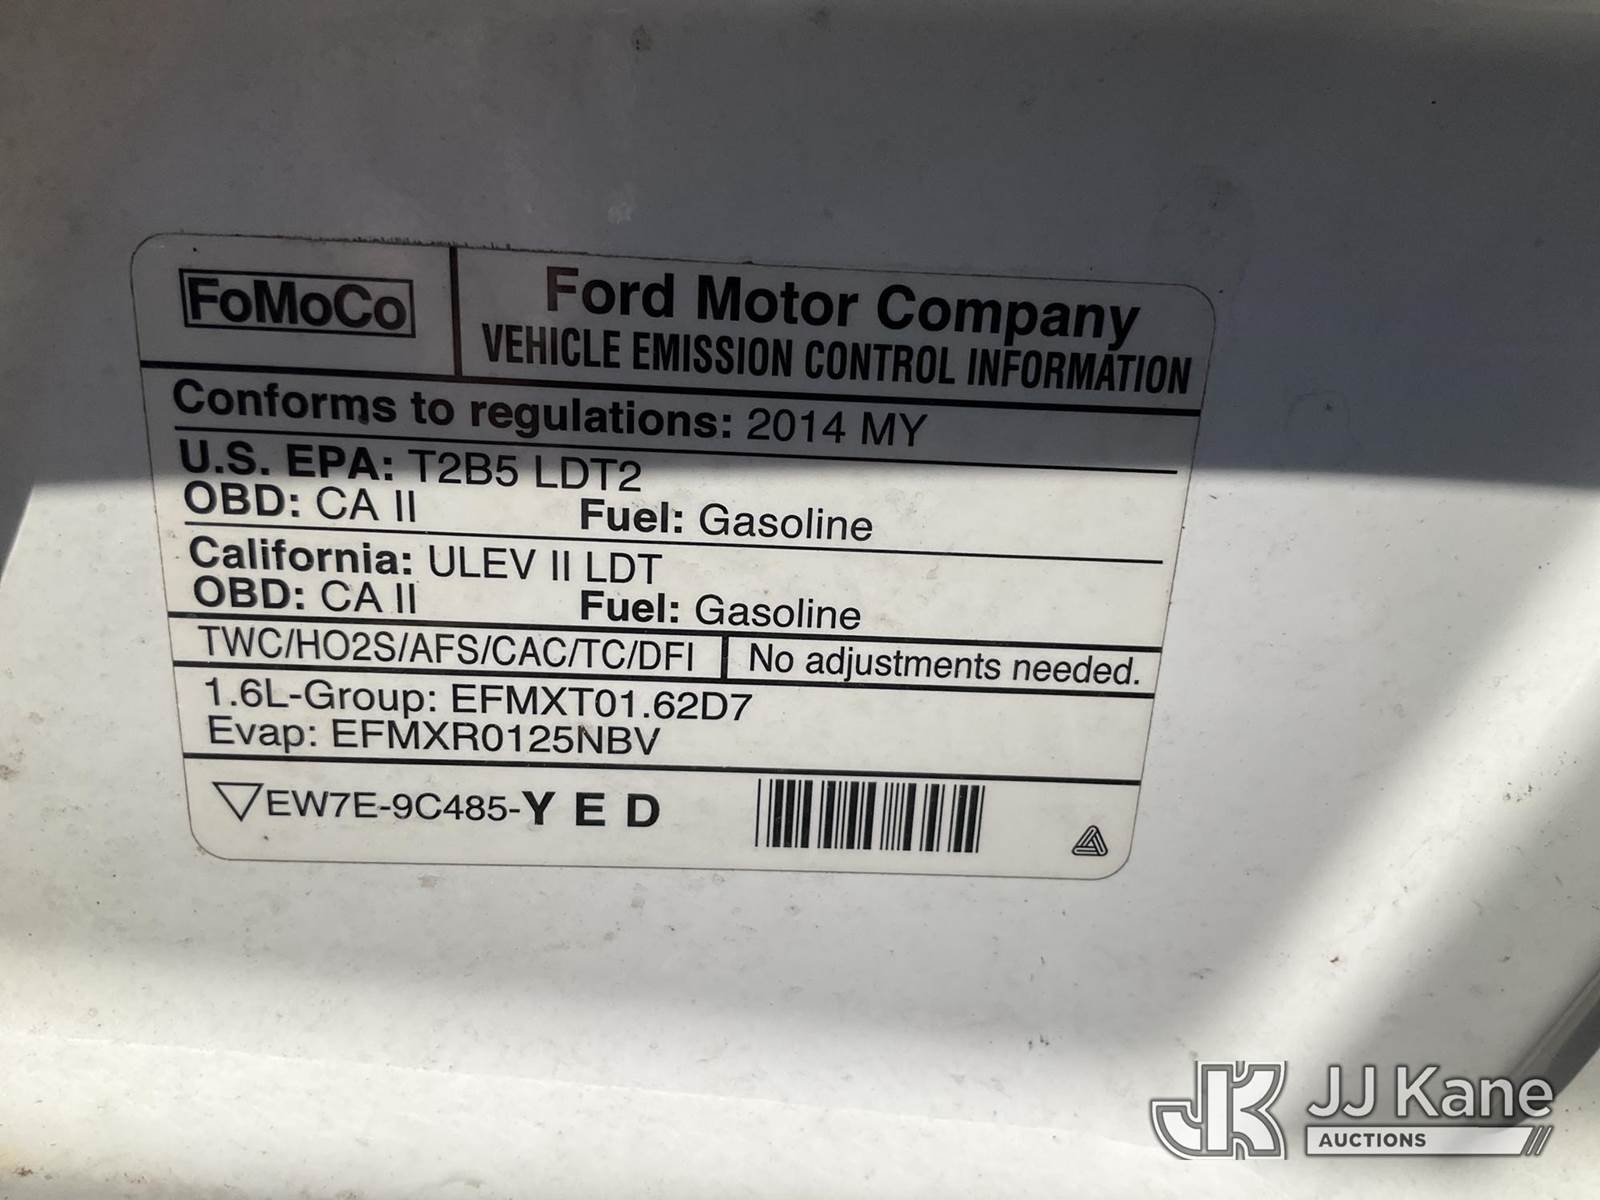 FoMoCo
Ford Motor Company
VEHICLE EMISSION CONTROL INFORMATION
Conforms to regulations: 2014 MY
U.S. EPA: T2B5 LDT2
OBD: CA II Fuel: Gasoline
California: ULEV II LDT
OBD: CA II Fuel: Gasoline
TWC/HO2S/AFS/CAC/TC/DFI No adjustments needed.
1.6L-Group: EFMXT01.62D7
Evap: EFMXR0125NBV
EW7E-9C485-Y E D
JK JJ Kane
AUCTIONS